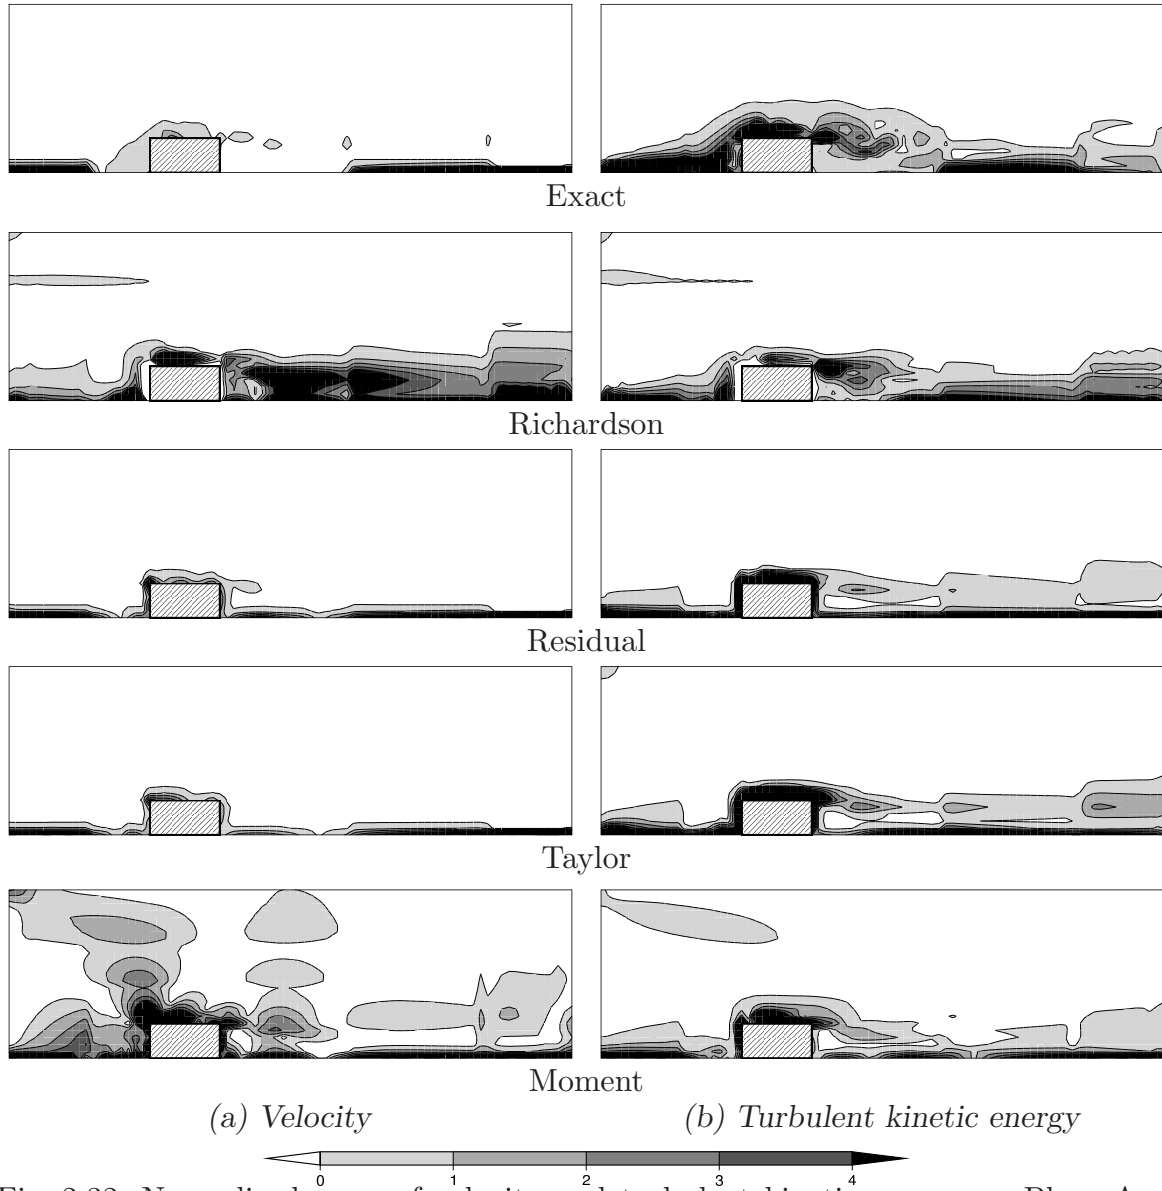 Exact
Richardson
Residual
Taylor
Moment
(a) Velocity (b) Turbulent kinetic energy
0 1 2 3 4